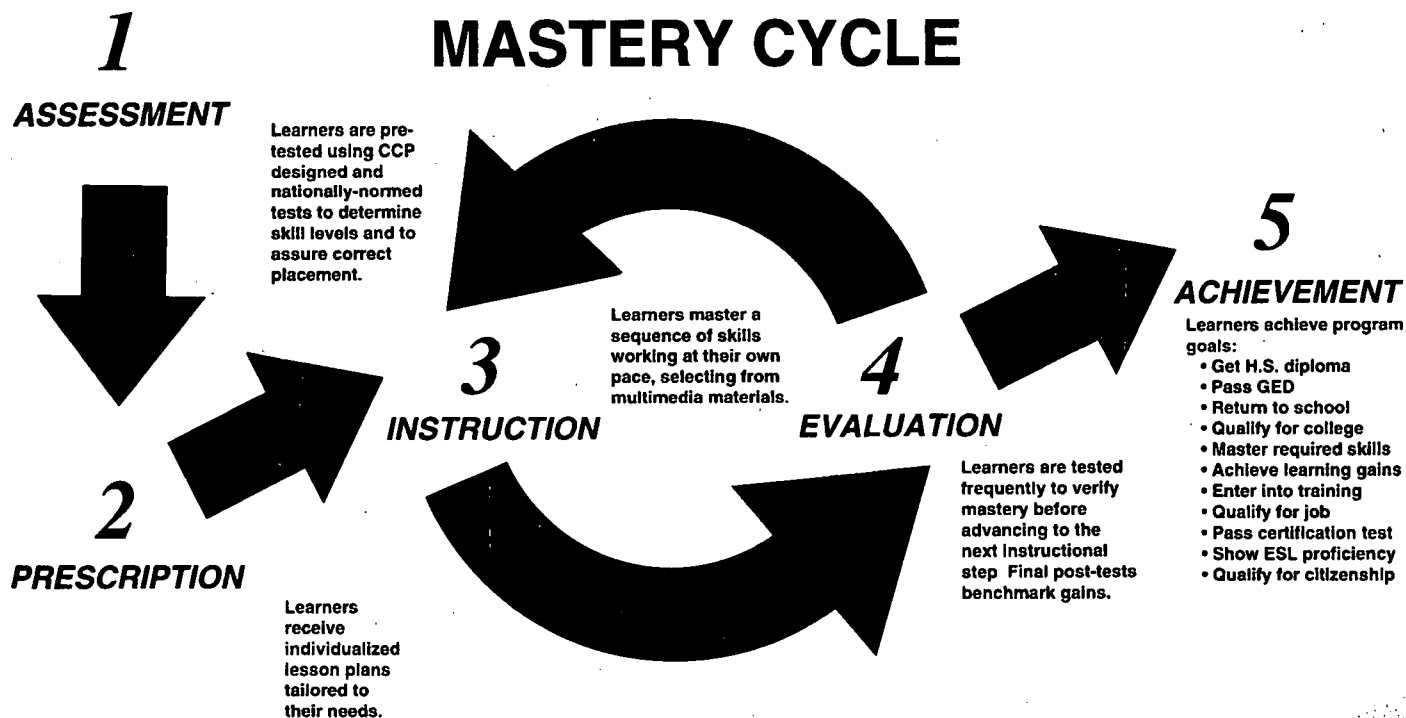 MASTERY CYCLE
1
ASSESSMENT
Learners are pre-
tested using CCP
designed and
nationally-normed
tests to determine
skill levels and to
assure correct
placement.
2
PRESCRIPTION
Learners
receive
individualized
lesson plans
tailored to
their needs.
3
INSTRUCTION
Learners master a
sequence of skills
working at their own
pace, selecting from
multimedia materials.
4
EVALUATION
Learners are tested
frequently to verify
mastery before
advancing to the
next instructional
step Final post-tests
benchmark gains.
5
ACHIEVEMENT
Learners achieve program
goals:
• Get H.S. diploma
• Pass GED
• Return to school
• Qualify for college
• Master required skills
• Achieve learning gains
• Enter into training
• Qualify for job
• Pass certification test
• Show ESL proficiency
• Qualify for citizenship